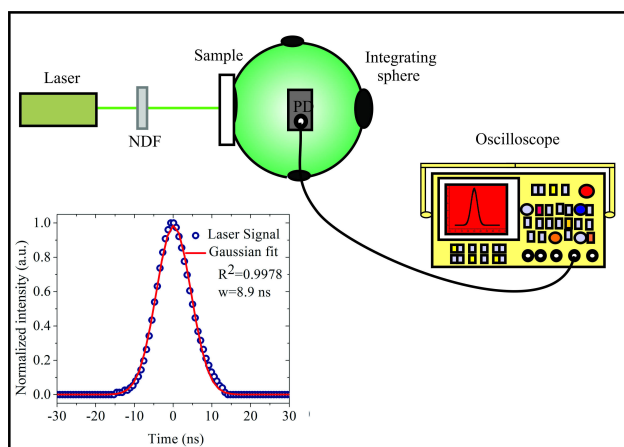 Laser
NDF
Sample
Integrating
sphere
PD
Oscilloscope
Normalized intensity (a.u.)
1.0
0.8
0.6
0.4
0.2
0.0
Laser Signal
Gaussian fit
R²=0.9978
w=8.9 ns
-30 -20 -10 0 10 20 30
Time (ns)